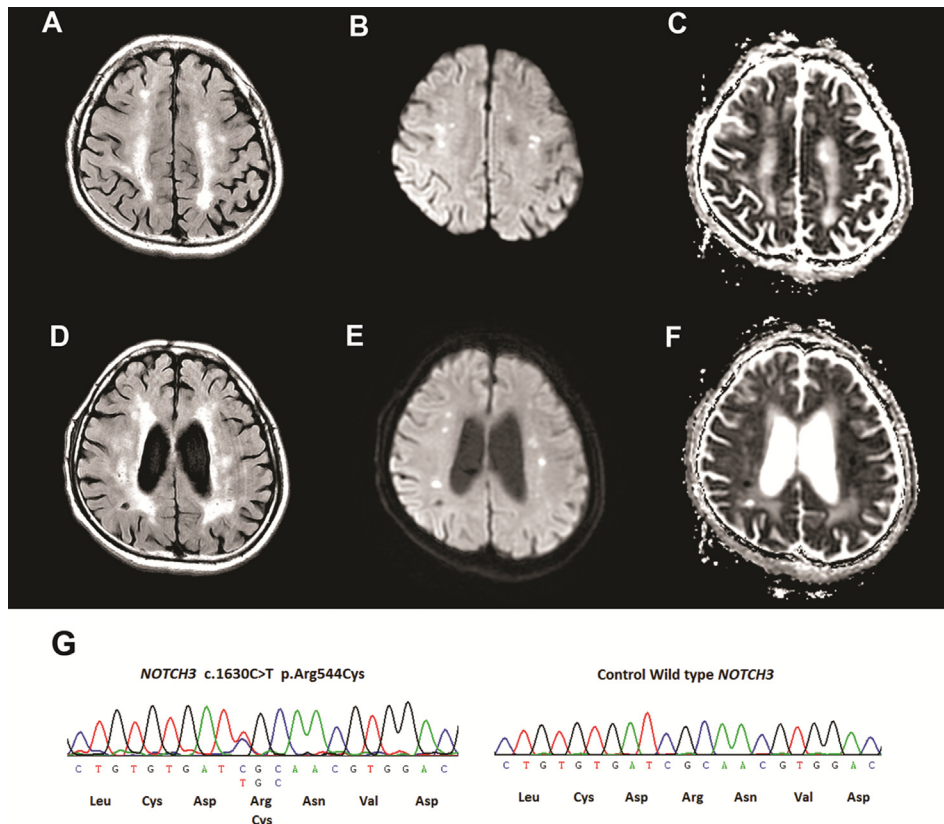 A B C
D E F
G
NOTCH3 c.1630C>T p.Arg544Cys
C T G T G T G A T C G C A A C G T G G A C
T G C
Leu Cys Asp Arg Asn Val Asp
Cys
Control Wild type NOTCH3
C T G T G T G A T C G C A A C G T G G A C
Leu Cys Asp Arg Asn Val Asp